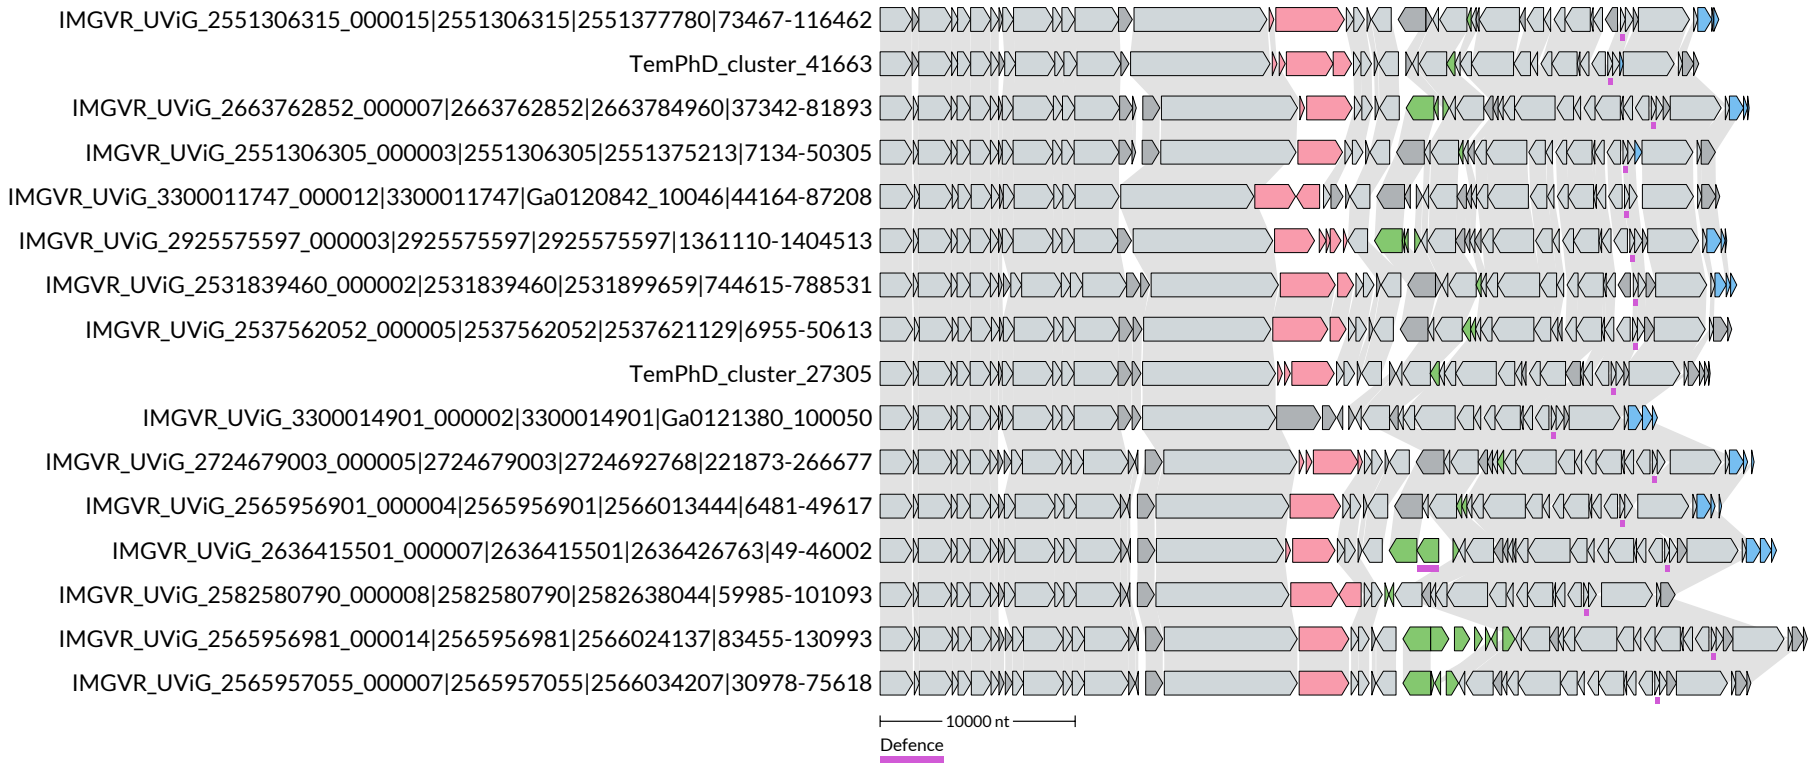 IMGVR_UViG_2551306315_000015|2551306315|2551377780|73467-116462
TemPhD_cluster_41663
IMGVR_UViG_2663762852_000007|2663762852|2663784960|37342-81893
IMGVR_UViG_2551306305_000003|2551306305|2551375213|7134-50305
IMGVR_UViG_3300011747_000012|3300011747|Ga0120842_10046|44164-87208
IMGVR_UViG_2925575597_000003|2925575597|2925575597|1361110-1404513
IMGVR_UViG_2531839460_000002|2531839460|2531899659|744615-788531
IMGVR_UViG_2537562052_000005|2537562052|2537621129|6955-50613
TemPhD_cluster_27305
IMGVR_UViG_3300014901_000002|3300014901|Ga0121380_100050
IMGVR_UViG_2724679003_000005|2724679003|2724692768|221873-266677
IMGVR_UViG_2565956901_000004|2565956901|2566013444|6481-49617
IMGVR_UViG_2636415501_000007|2636415501|2636426763|49-46002
IMGVR_UViG_2582580790_000008|2582580790|2582638044|59985-101093
IMGVR_UViG_2565956981_000014|2565956981|2566024137|83455-130993
IMGVR_UViG_2565957055_000007|2565957055|2566034207|30978-75618
10000 nt
Defence